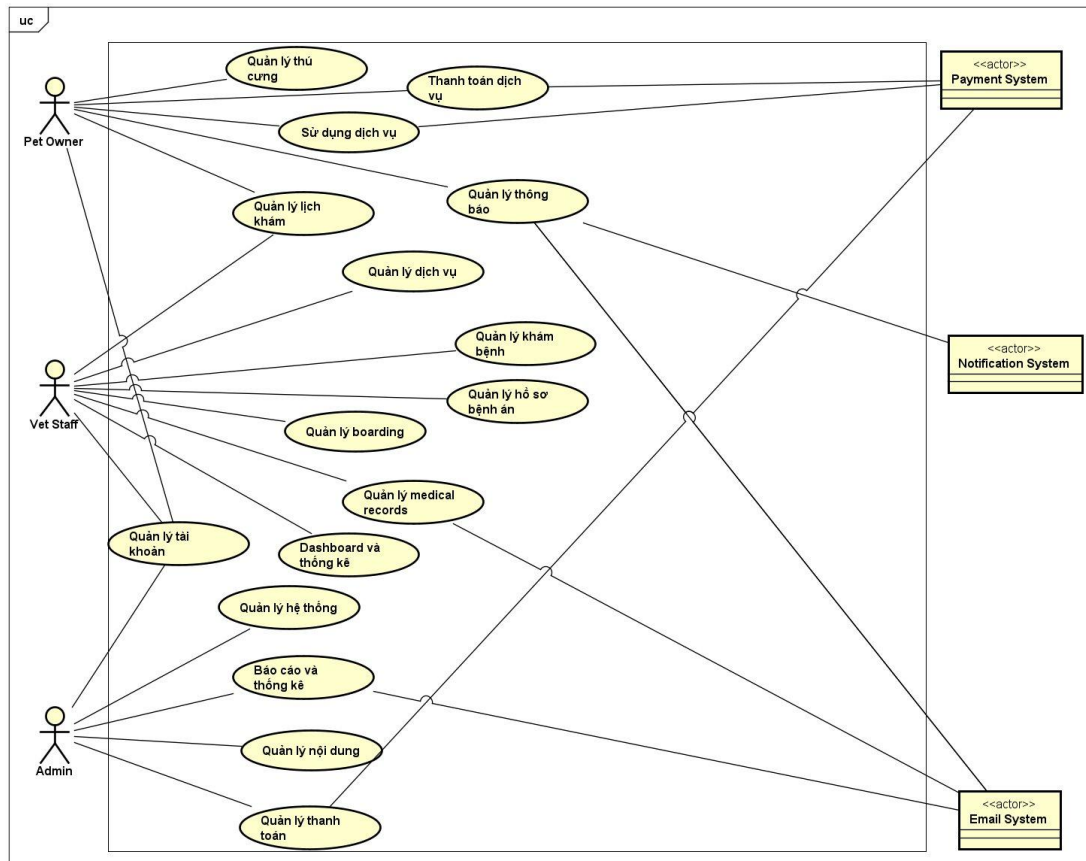 uc
Quản lý thú
cưng
<<actor>>
Payment System
Thanh toán dịch
vụ
Sử dụng dịch vụ
Pet Owner
Quản lý lịch
khám
Quản lý thông
báo
Quản lý dịch vụ
Quản lý khám
bệnh
<<actor>>
Notification System
Quản lý hồ sơ
bệnh án
Vet Staff
Quản lý boarding
Quản lý medical
records
Quản lý tài
khoản
Dashboard và
thống kê
Quản lý hệ thống
Báo cáo và
thống kê
Quản lý nội dung
Admin
<<actor>>
Email System
Quản lý thanh
toán